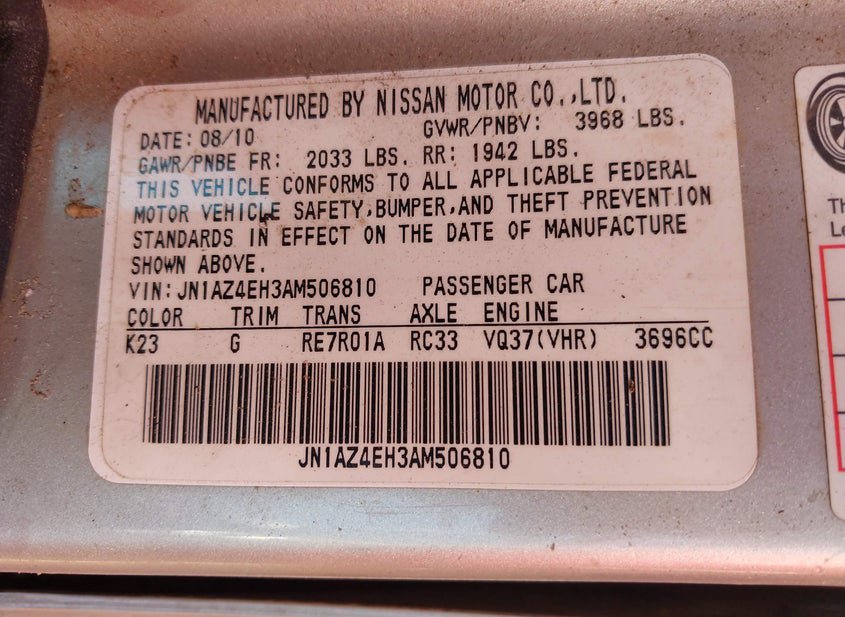 MANUFACTURED BY NISSAN MOTOR CO.,LTD.
DATE: 08/10 GVWR/PNBV: 3968 LBS.
GAWR/PNBE FR: 2033 LBS. RR: 1942 LBS.
THIS VEHICLE CONFORMS TO ALL APPLICABLE FEDERAL
MOTOR VEHICLE SAFETY,BUMPER,AND THEFT PREVENTION
STANDARDS IN EFFECT ON THE DATE OF MANUFACTURE
SHOWN ABOVE.
VIN: JN1AZ4EH3AM506810 PASSENGER CAR
COLOR TRIM TRANS AXLE ENGINE
K23 G RE7R01A RC33 VQ37(VHR) 3696CC
JN1AZ4EH3AM506810